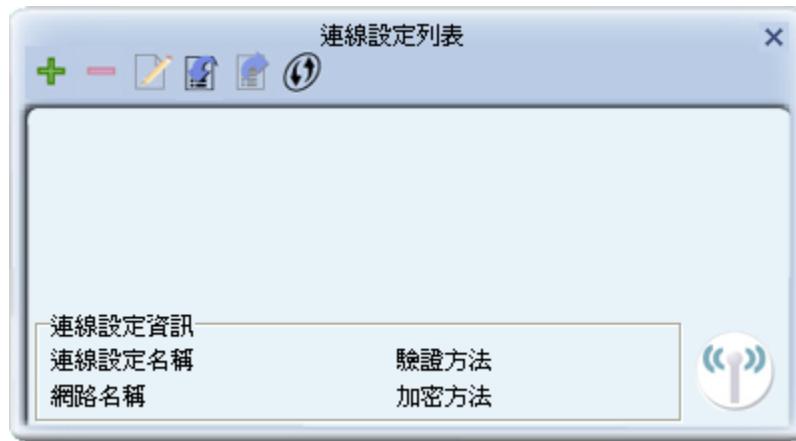 連線設定列表
連線設定資訊
連線設定名稱 驗證方法
網路名稱 加密方法